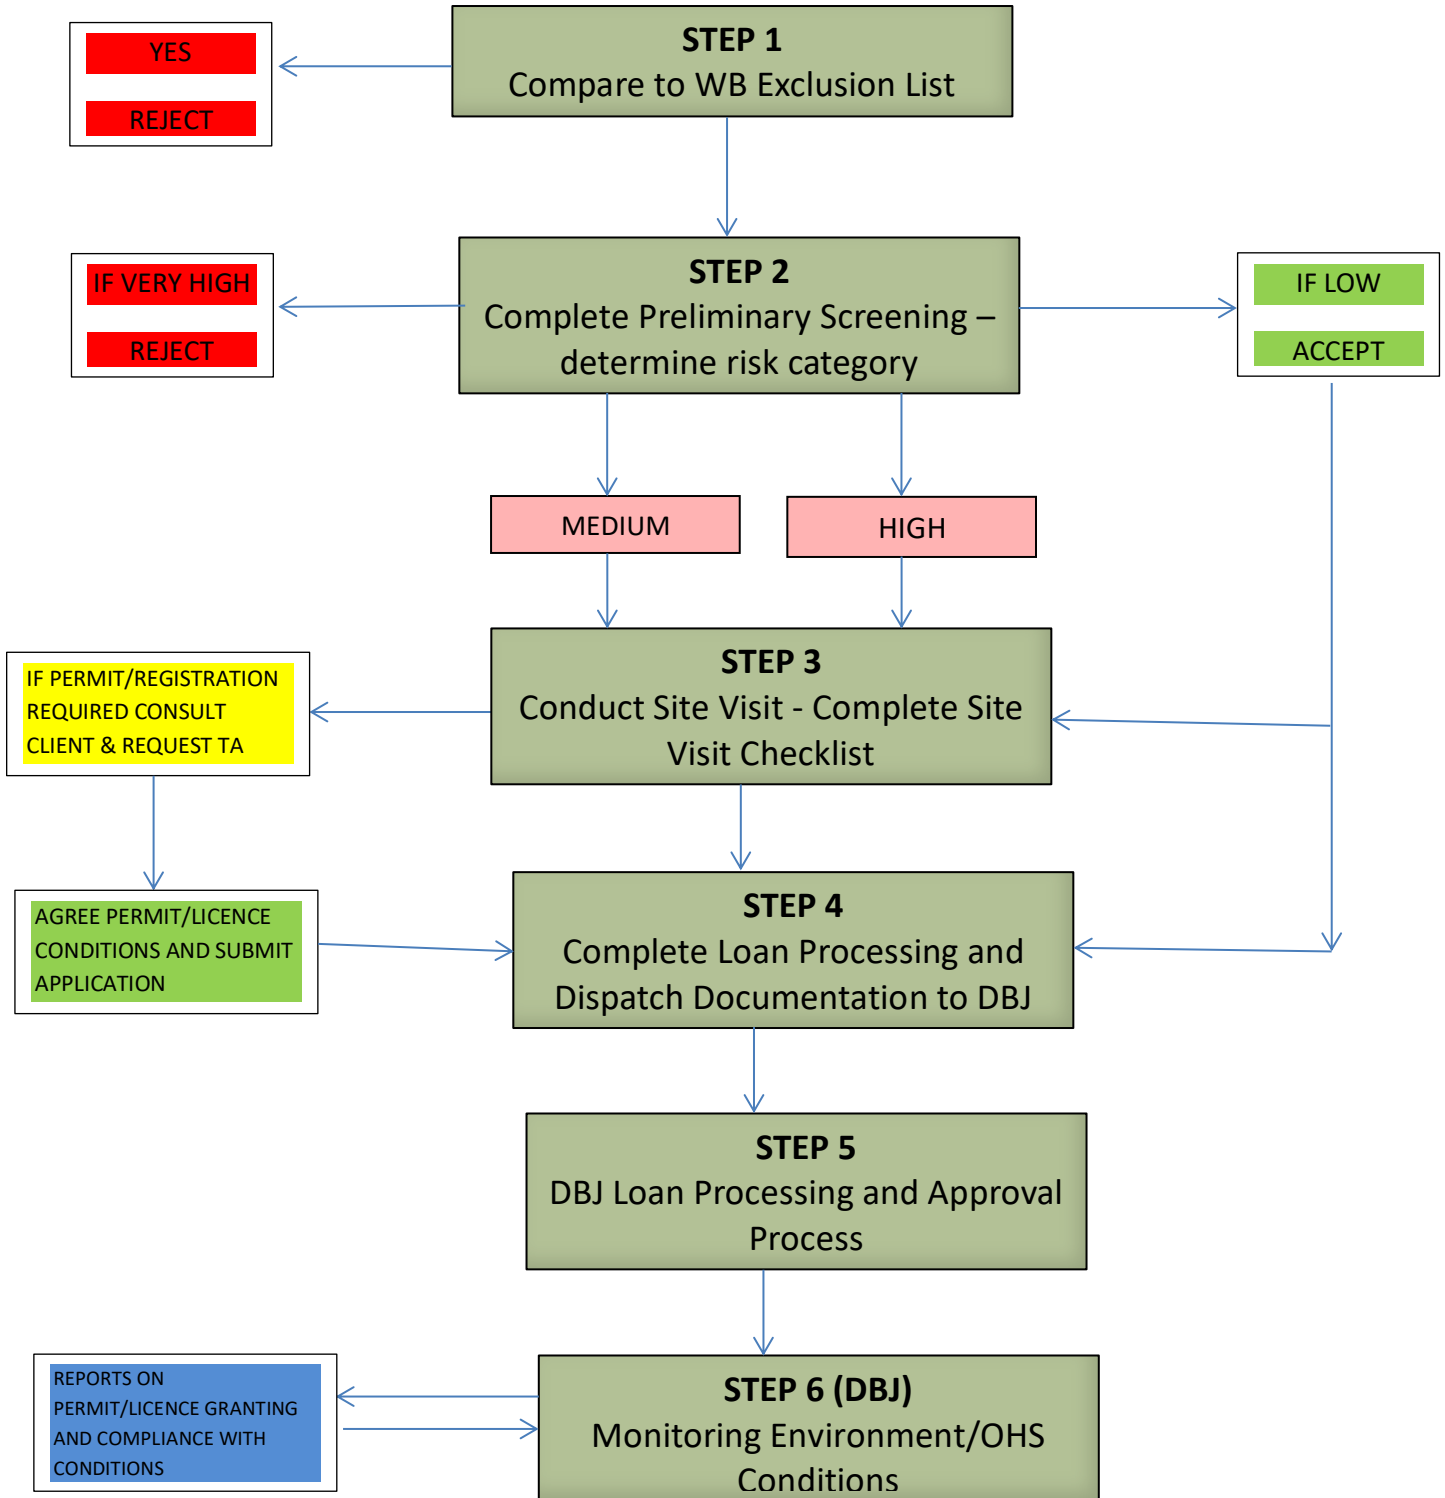 STEP 1
Compare to WB Exclusion List
YES
REJECT
STEP 2
Complete Preliminary Screening –
determine risk category
IF VERY HIGH
REJECT
IF LOW
ACCEPT
MEDIUM
HIGH
STEP 3
Conduct Site Visit - Complete Site
Visit Checklist
IF PERMIT/REGISTRATION
REQUIRED CONSULT
CLIENT & REQUEST TA
AGREE PERMIT/LICENCE
CONDITIONS AND SUBMIT
APPLICATION
STEP 4
Complete Loan Processing and
Dispatch Documentation to DBJ
STEP 5
DBJ Loan Processing and Approval
Process
STEP 6 (DBJ)
Monitoring Environment/OHS
Conditions
REPORTS ON
PERMIT/LICENCE GRANTING
AND COMPLIANCE WITH
CONDITIONS